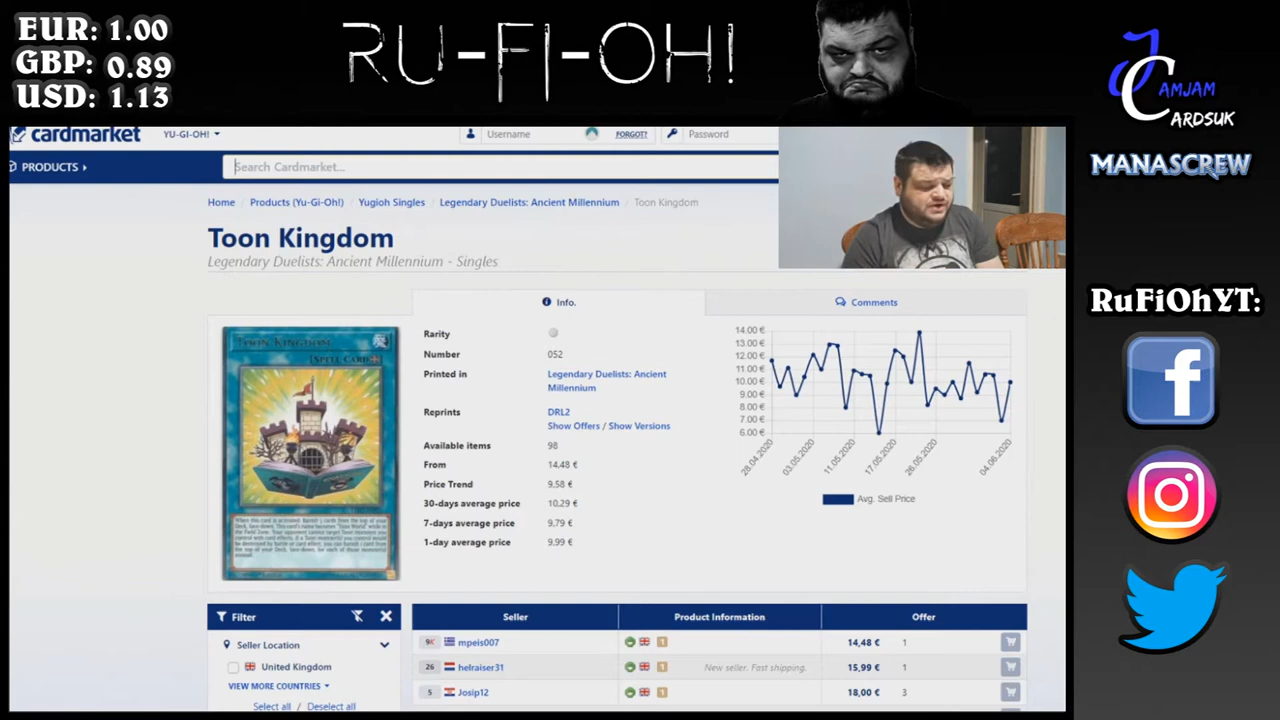 EUR: 1.00
GBP: 0.89
USD: 1.13
RU-FI-OH!
JAMJAM
CARDSUK
MANASCREW
RuFiOhYT:
cardmarket
YU-GI-OH!
Username
FORGOT?
Password
PRODUCTS
Search Cardmarket...
Home
Products (Yu-Gi-Oh!)
Yugioh Singles
Legendary Duelists: Ancient Millennium
Toon Kingdom
Toon Kingdom
Legendary Duelists: Ancient Millennium - Singles
Info.
Comments
TOON KINGDOM
[SPELL CARD]
Rarity
Number 052
Printed in Legendary Duelists: Ancient
Millennium
Reprints DRL2
Show Offers / Show Versions
Available items 98
From 14.48 €
Price Trend 9,58 €
30-days average price 10,29 €
7-days average price 9,79 €
1-day average price 9,99 €
14.00 €
13.00 €
12.00 €
11.00 €
10.00 €
9.00 €
8.00 €
7.00 €
6.00 €
28.04.2020
03.05.2020
11.05.2020
17.05.2020
26.05.2020
04.06.2020
Avg. Sell Price
Filter
Seller Location
United Kingdom
VIEW MORE COUNTRIES
Select all / Deselect all
Seller Product Information Offer
9K mpeis007 14,48 € 1
26 helraiser31 New seller. Fast shipping. 15,99 € 1
5 Josip12 18,00 € 3